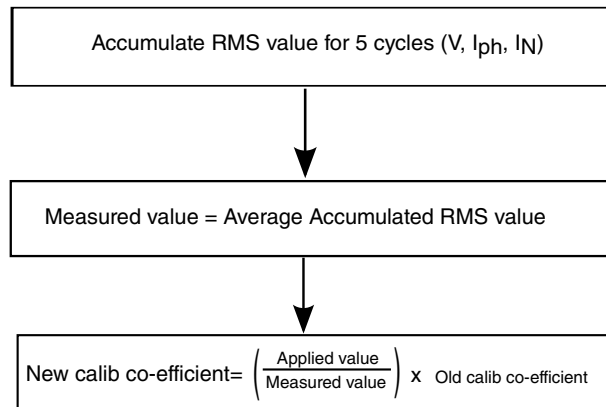 Accumulate RMS value for 5 cycles (V, Iph, IN)
Measured value = Average Accumulated RMS value
New calib co-efficient= (Applied value / Measured value) x Old calib co-efficient